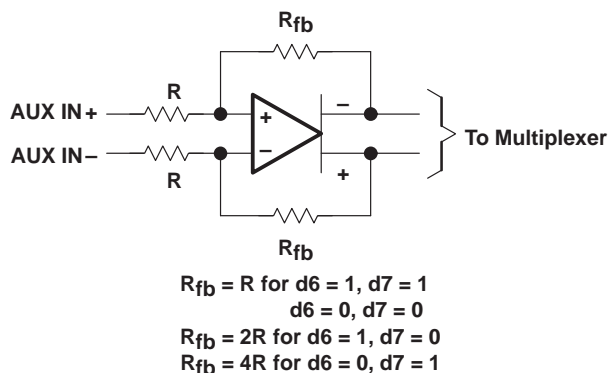 Rfb
R
AUX IN+
+
−
To Multiplexer
AUX IN−
−
+
R
Rfb
Rfb = R for d6 = 1, d7 = 1
d6 = 0, d7 = 0
Rfb = 2R for d6 = 1, d7 = 0
Rfb = 4R for d6 = 0, d7 = 1